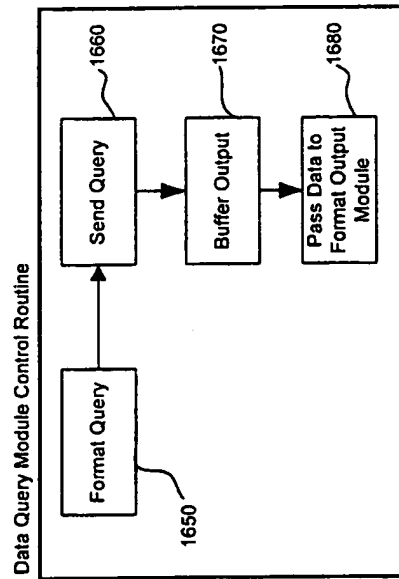 Data Query Module Control Routine
Format Query
1650
Send Query
1660
Buffer Output
1670
Pass Data to
Format Output
Module
1680